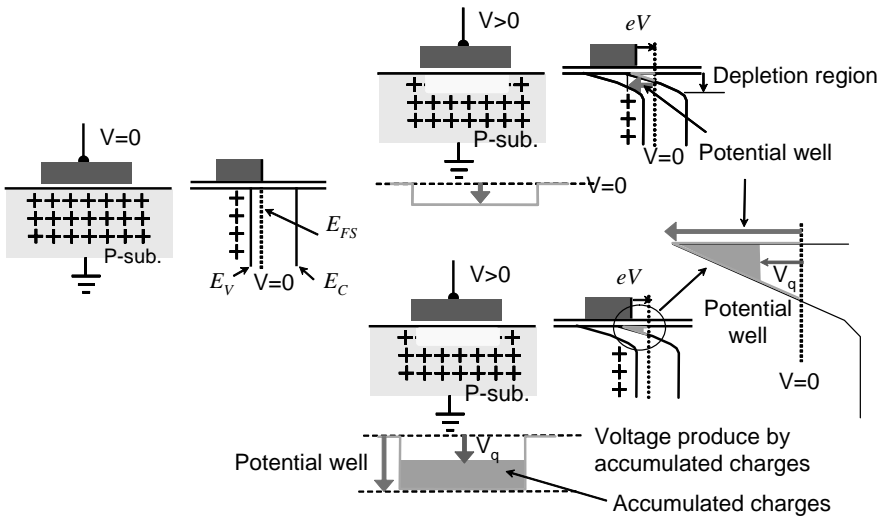 V=0
P-sub.
E_V
V=0
E_FS
E_C
V>0
P-sub.
V=0
eV
Depletion region
V=0
Potential well
V>0
P-sub.
eV
V_q
Potential
well
V=0
Potential well
V_q
Voltage produce by
accumulated charges
Accumulated charges